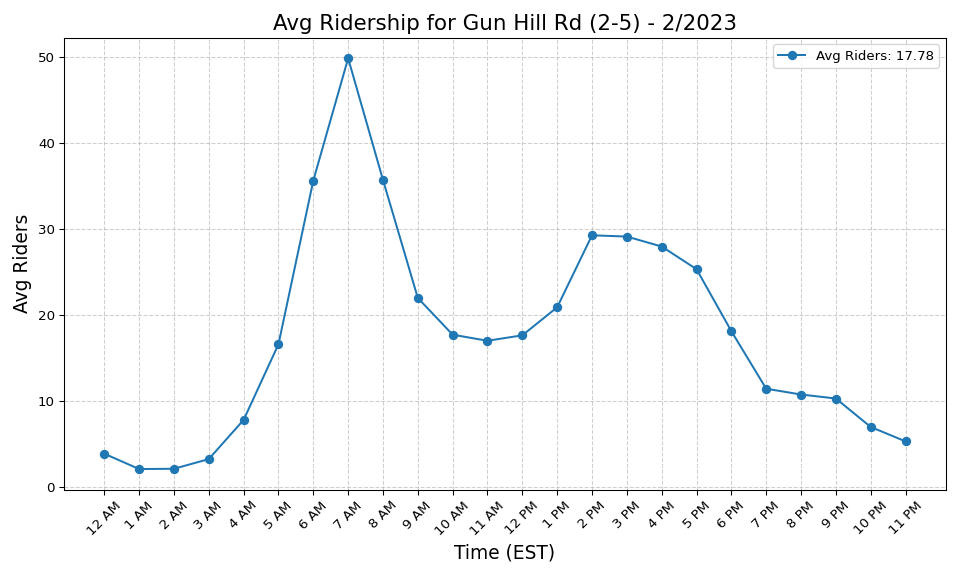 Avg Ridership for Gun Hill Rd (2-5) - 2/2023
Avg Riders: 17.78
Avg Riders
50
40
30
20
10
0
12 AM
1 AM
2 AM
3 AM
4 AM
5 AM
6 AM
7 AM
8 AM
9 AM
10 AM
11 AM
12 PM
1 PM
2 PM
3 PM
4 PM
5 PM
6 PM
7 PM
8 PM
9 PM
10 PM
11 PM
Time (EST)